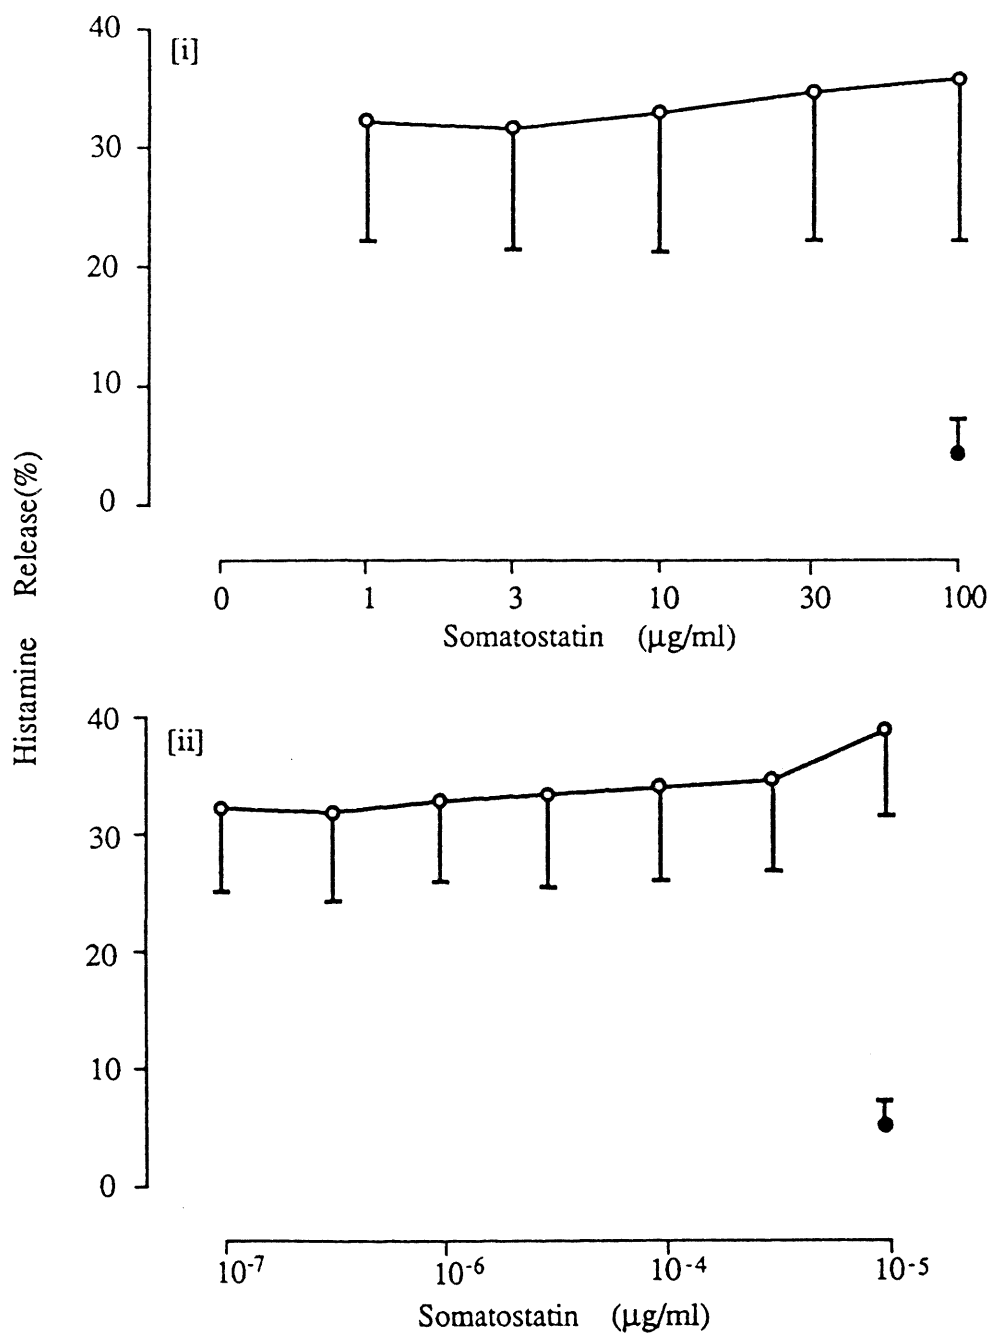 40
[i]
30
20
10
0
0 1 3 10 30 100
Somatostatin (μg/ml)
Histamine Release(%)
40
[ii]
30
20
10
0
10-7 10-6 10-4 10-5
Somatostatin (μg/ml)